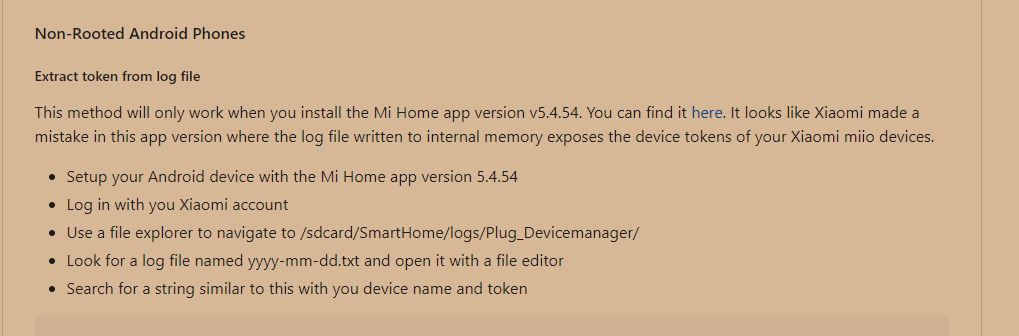 Non-Rooted Android Phones
Extract token from log file
This method will only work when you install the Mi Home app version v5.4.54. You can find it here. It looks like Xiaomi made a
mistake in this app version where the log file written to internal memory exposes the device tokens of your Xiaomi miio devices.
• Setup your Android device with the Mi Home app version 5.4.54
• Log in with you Xiaomi account
• Use a file explorer to navigate to /sdcard/SmartHome/logs/Plug_Devicemanager/
• Look for a log file named yyyy-mm-dd.txt and open it with a file editor
• Search for a string similar to this with you device name and token